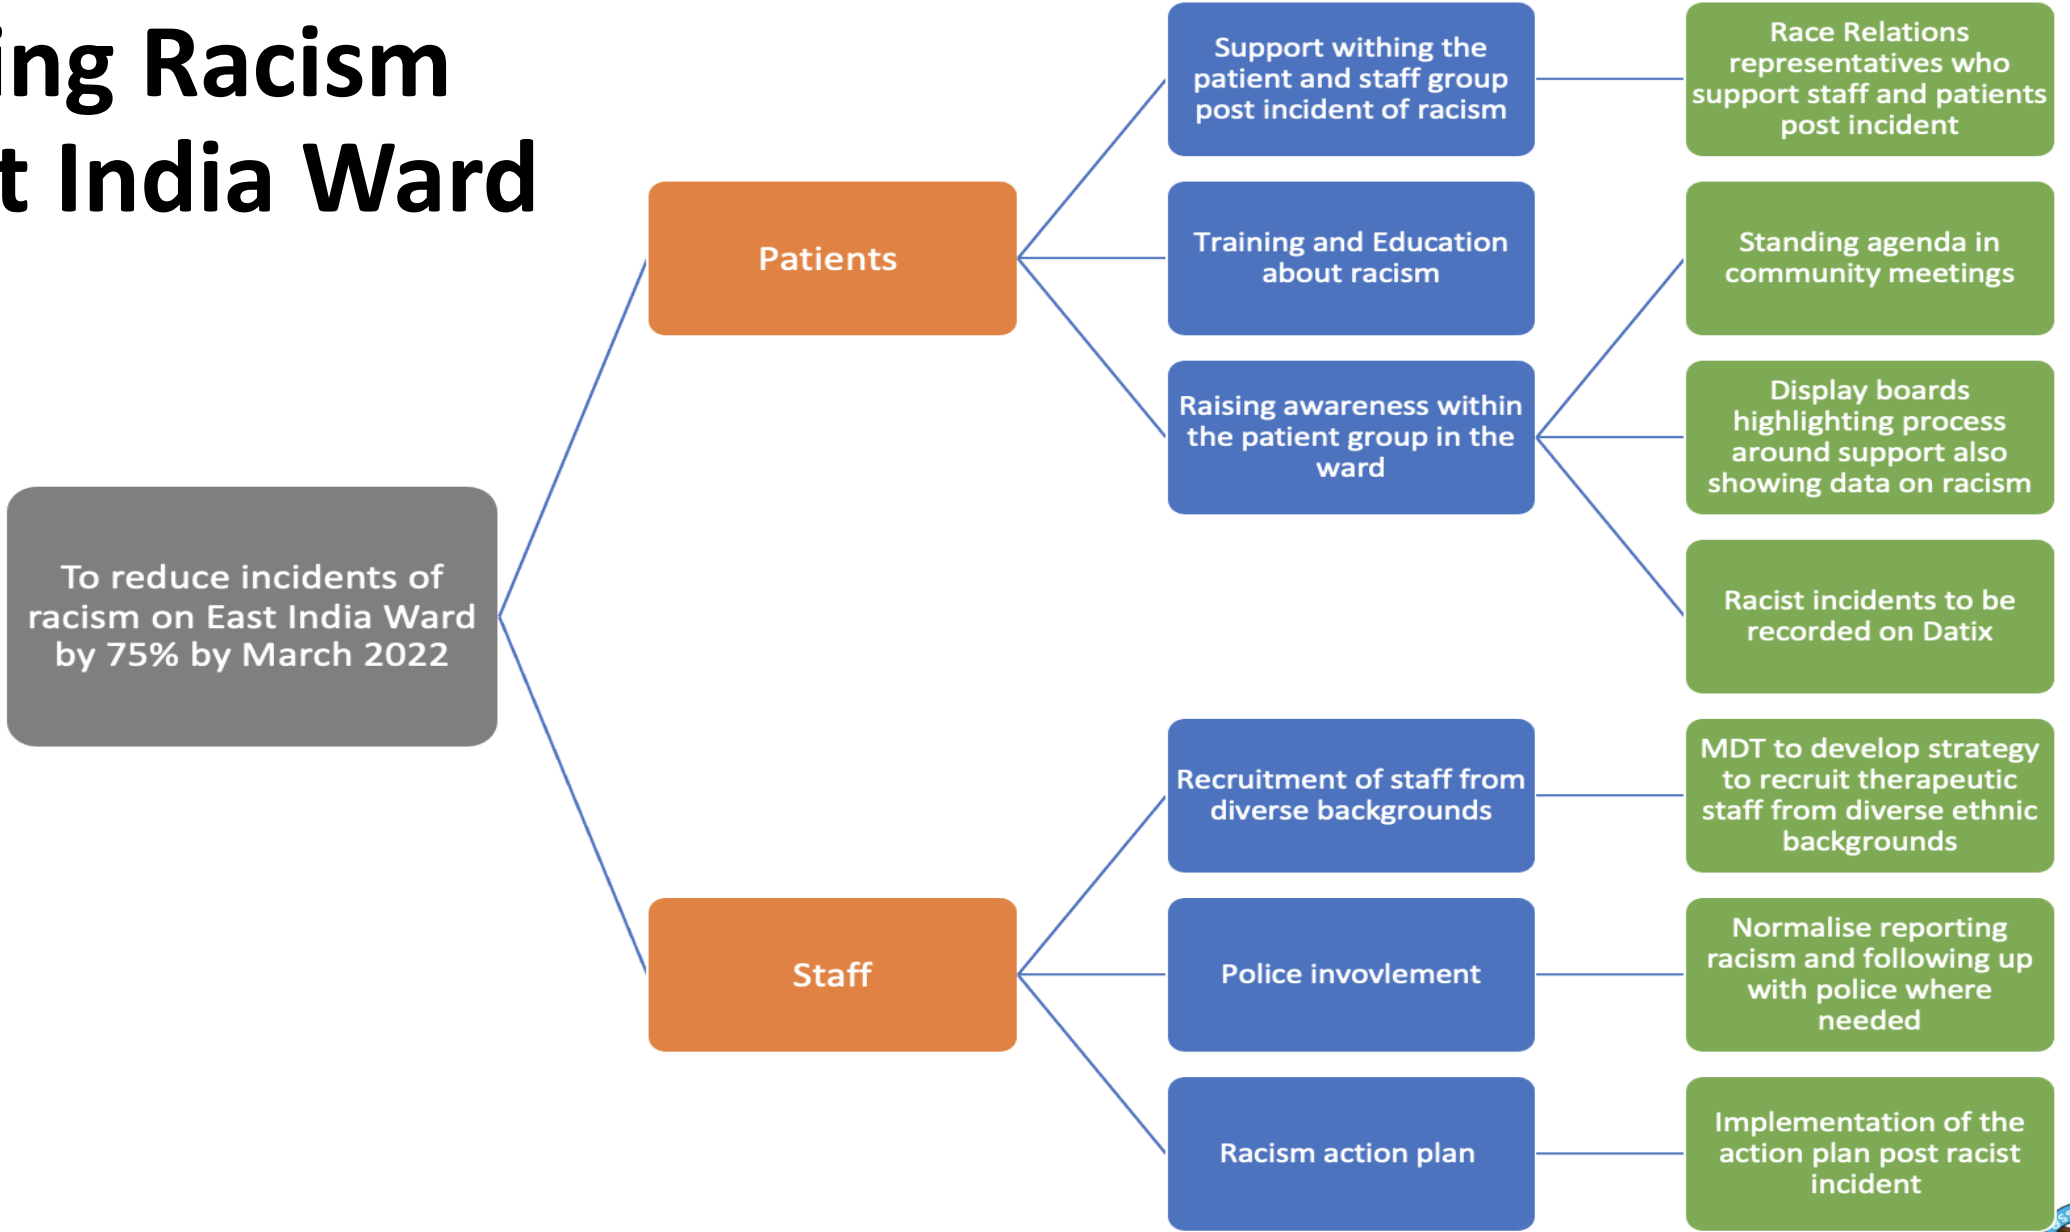 ing Racism
t India Ward
Support withing the
patient and staff group
post incident of racism
Race Relations
representatives who
support staff and patients
post incident
Patients
Training and Education
about racism
Standing agenda in
community meetings
Raising awareness within
the patient group in the
ward
Display boards
highlighting process
around support also
showing data on racism
To reduce incidents of
racism on East India Ward
by 75% by March 2022
Racist incidents to be
recorded on Datix
Recruitment of staff from
diverse backgrounds
MDT to develop strategy
to recruit therapeutic
staff from diverse ethnic
backgrounds
Staff
Police invovlement
Normalise reporting
racism and following up
with police where
needed
Racism action plan
Implementation of the
action plan post racist
incident